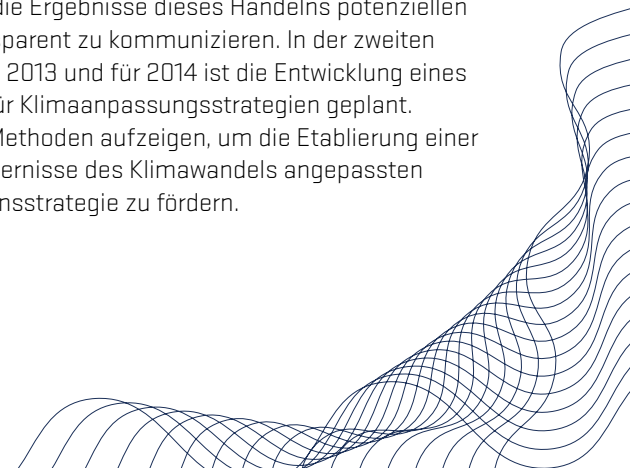 die Ergebnisse dieses Handelns potenziellen
parent zu kommunizieren. In der zweiten
2013 und für 2014 ist die Entwicklung eines
ür Klimaanpassungsstrategien geplant.
Methoden aufzeigen, um die Etablierung einer
ernisse des Klimawandels angepassten
nsstrategie zu fördern.